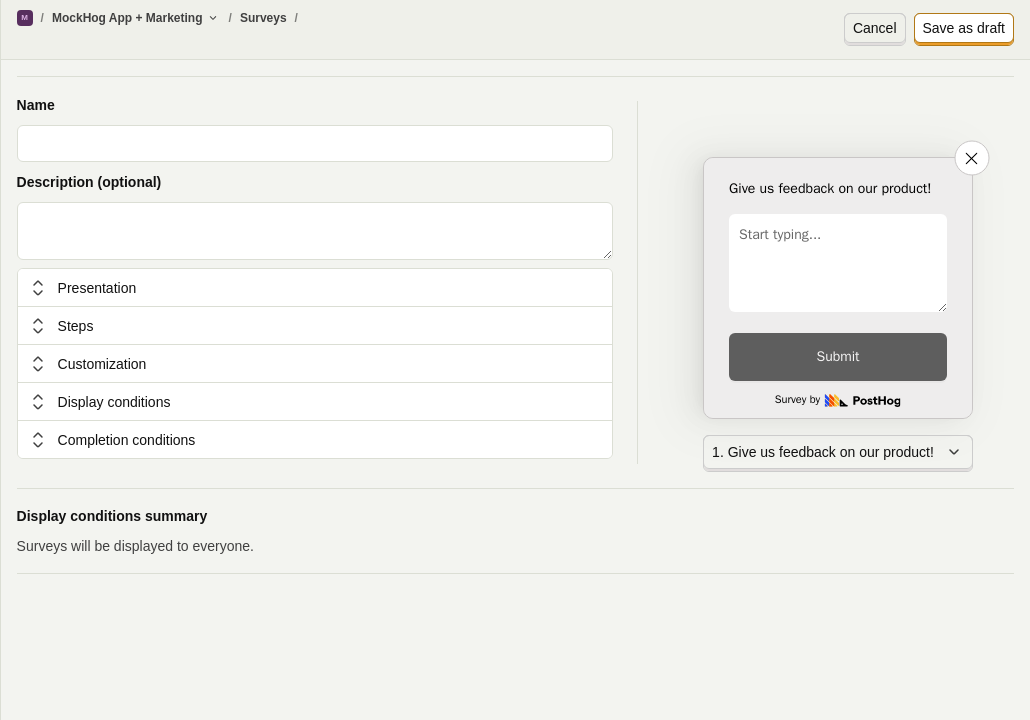 M / MockHog App + Marketing / Surveys /
Cancel
Save as draft
Name
Description (optional)
Presentation
Steps
Customization
Display conditions
Completion conditions
Give us feedback on our product!
Start typing...
Submit
Survey by PostHog
1. Give us feedback on our product!
Display conditions summary
Surveys will be displayed to everyone.